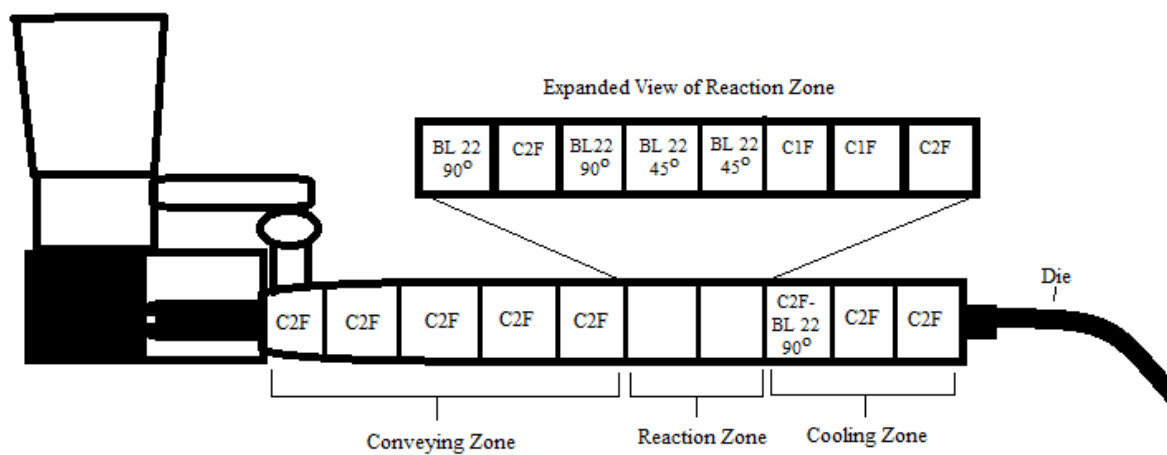 Expanded View of Reaction Zone
BL 22
90°
C2F
BL22
90°
BL 22
45°
BL 22
45°
C1F
C1F
C2F
Die
C2F
C2F
C2F
C2F
C2F
C2F-
BL 22
90°
C2F
C2F
Conveying Zone
Reaction Zone
Cooling Zone